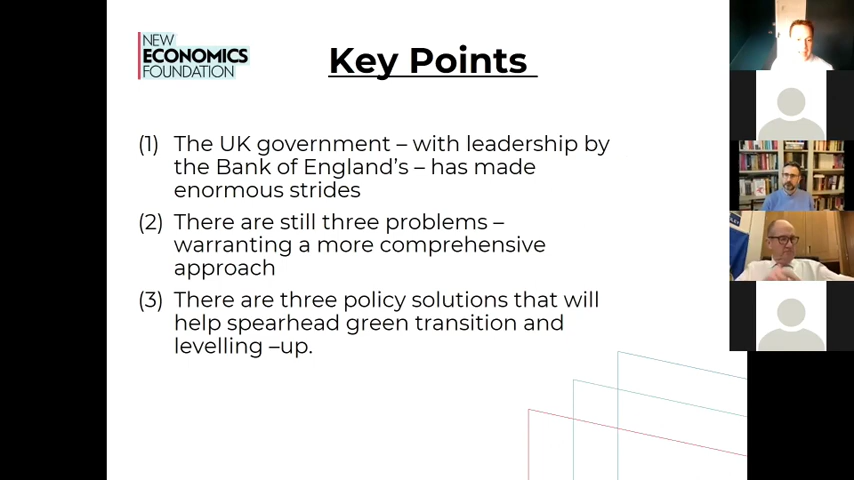 NEW
ECONOMICS
FOUNDATION
Key Points
(1) The UK government – with leadership by
the Bank of England’s – has made
enormous strides
(2) There are still three problems –
warranting a more comprehensive
approach
(3) There are three policy solutions that will
help spearhead green transition and
levelling –up.